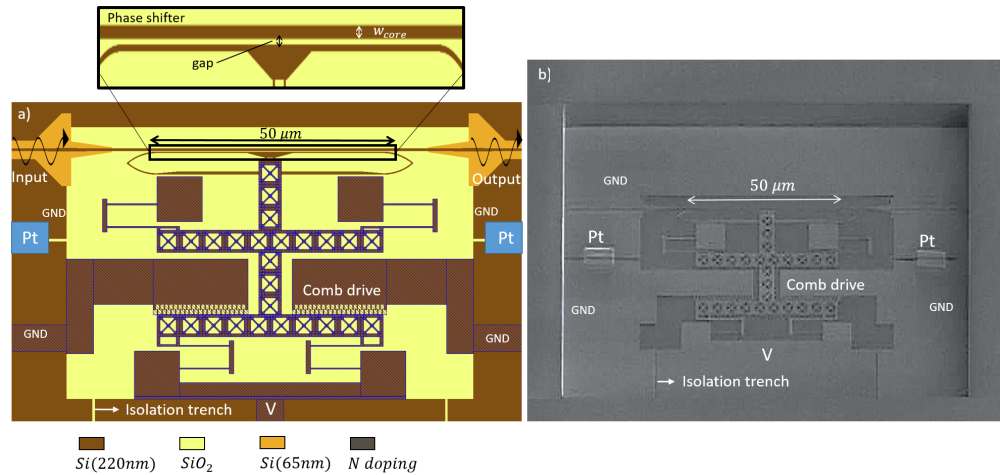 Phase shifter
w_core
gap
a)
50 μm
Input
Output
GND
GND
Pt
Pt
Comb drive
GND
GND
Isolation trench
V
Si(220nm)
SiO₂
Si(65nm)
N doping
b)
GND
50 μm
Pt
Pt
Comb drive
GND
GND
V
Isolation trench